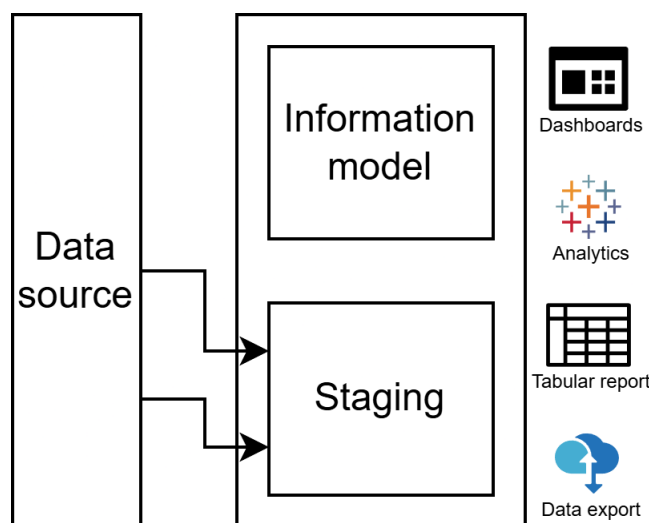 Data
source
Information
model
Staging
Dashboards
Analytics
Tabular report
Data export